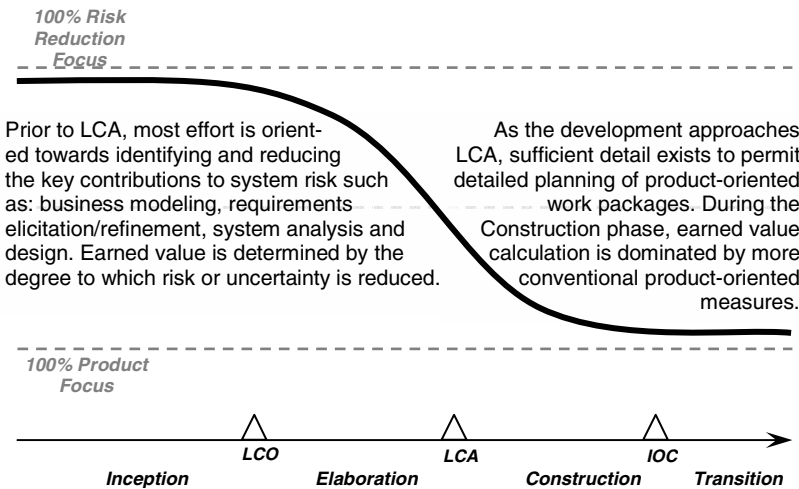 100% Risk
Reduction
Focus
Prior to LCA, most effort is orient-
ed towards identifying and reducing
the key contributions to system risk such
as: business modeling, requirements
elicitation/refinement, system analysis and
design. Earned value is determined by the
degree to which risk or uncertainty is reduced.
As the development approaches
LCA, sufficient detail exists to permit
detailed planning of product-oriented
work packages. During the
Construction phase, earned value
calculation is dominated by more
conventional product-oriented
measures.
100% Product
Focus
LCO
LCA
IOC
Inception
Elaboration
Construction
Transition